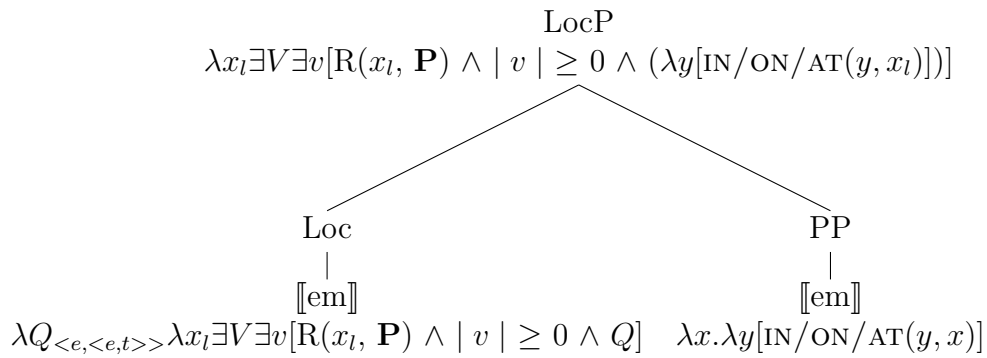 LocP
λx_l∃V∃v[R(x_l, P) ∧ | v | ≥ 0 ∧ (λy[IN/ON/AT(y, x_l)])]
Loc PP
⟦em⟧ ⟦em⟧
λQ_{<e,<e,t>>}λx_l∃V∃v[R(x_l, P) ∧ | v | ≥ 0 ∧ Q] λx.λy[IN/ON/AT(y, x)]